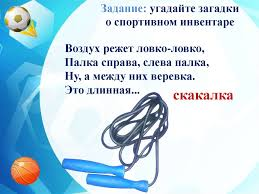 Задание: угадайте загадки
о спортивном инвентаре
Воздух режет ловко-ловко,
Палка справа, слева палка,
Ну, а между них веревка.
Это длинная...
скакалка